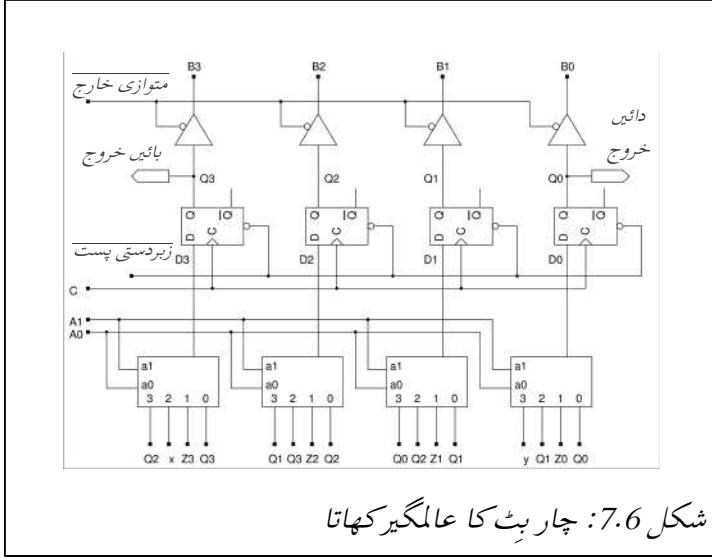 B3 B2 B1 B0
متوازی خارج
دائیں
خروج
بائیں خروج
Q3 Q2 Q1 Q0
Q Q Q Q Q Q Q Q
D C D C D C D C
زبردستی پست
D3 D2 D1 D0
C
A1
A0
a1 a1 a1 a1
a0 a0 a0 a0
3 2 1 0 3 2 1 0 3 2 1 0 3 2 1 0
Q2 x Z3 Q3 Q1 Q3 Z2 Q2 Q0 Q2 Z1 Q1 y Q1 Z0 Q0
شکل 7.6: چار بِٹ کا عالمگیر کھاتا